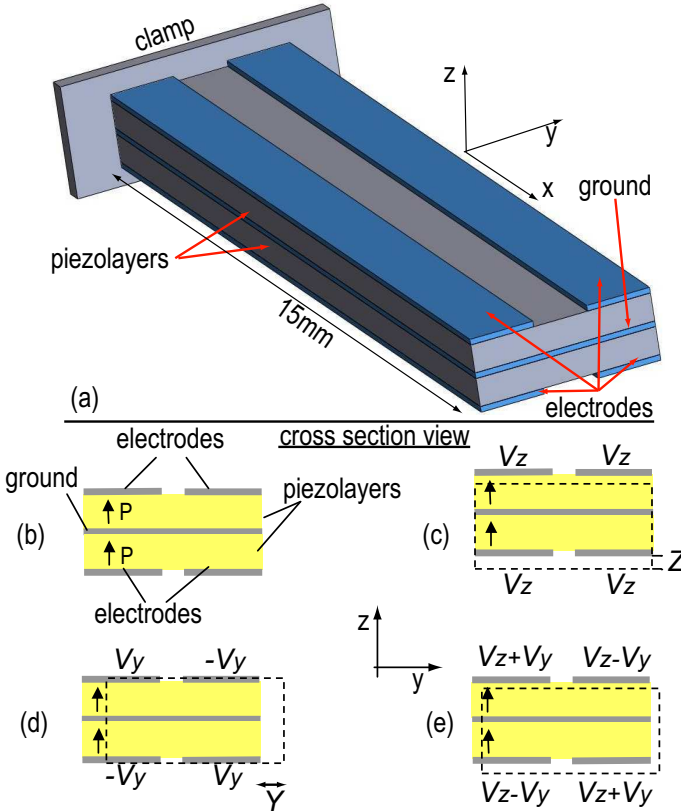 clamp
z
y
x
ground
piezolayers
15mm
(a)
electrodes
cross section view
electrodes
ground
piezolayers
(b)
P
P
electrodes
Vz
Vz
(c)
Z
Vz
Vz
z
y
Vy
-Vy
(d)
-Vy
Vy
Y
Vz+Vy
Vz-Vy
(e)
Vz-Vy
Vz+Vy